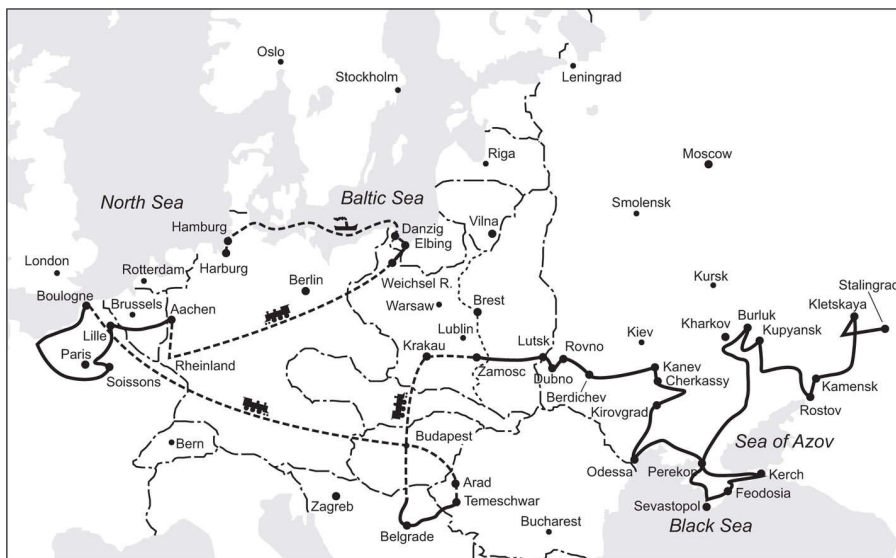 Oslo
Stockholm
Leningrad
Riga
Moscow
North Sea
Baltic Sea
Smolensk
Vilna
Hamburg
Danzig
Elbing
London
Harburg
Rotterdam
Berlin
Weichsel R.
Kursk
Stalingrad
Boulogne
Brussels
Aachen
Warsaw
Brest
Kletskaya
Burluk
Lille
Lublin
Kharkov
Kupyansk
Krakau
Lutsk
Rovno
Kiev
Paris
Rheinland
Zamosc
Dubno
Kanev
Soissons
Berdichev
Cherkassy
Kamensk
Kirovgrad
Rostov
Bern
Budapest
Sea of Azov
Odessa
Perekop
Kerch
Arad
Zagreb
Temeschwar
Feodosia
Sevastopol
Belgrade
Bucharest
Black Sea